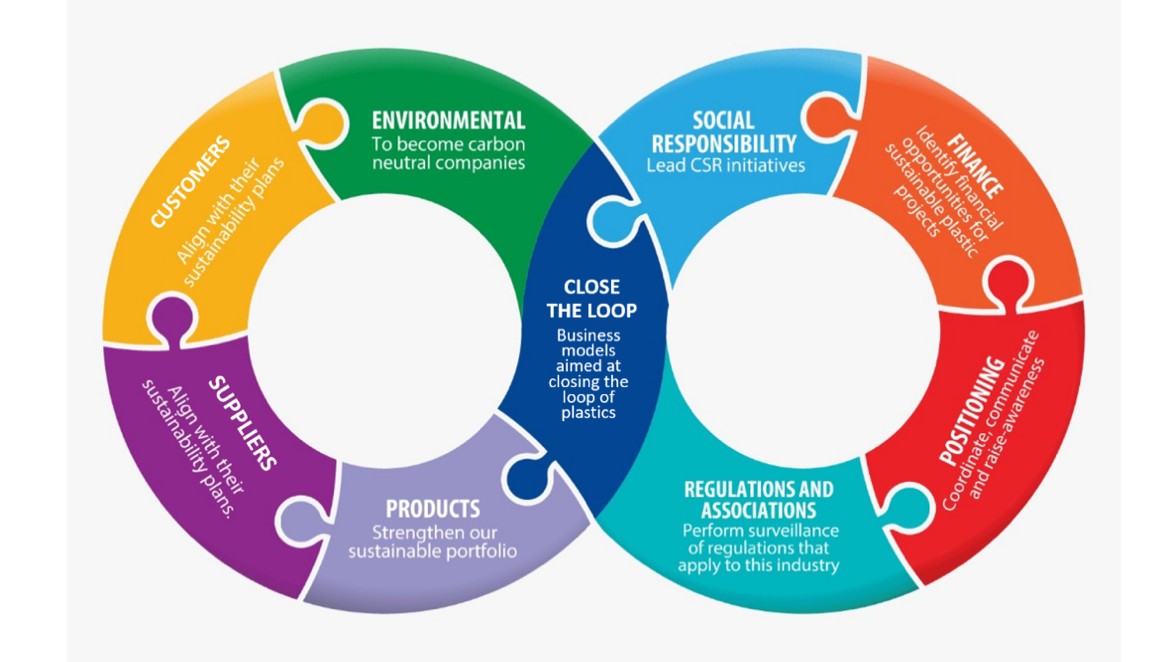 ENVIRONMENTAL
To become carbon
neutral companies
SOCIAL
RESPONSIBILITY
Lead CSR initiatives
FINANCE
Identify financial
opportunities for
sustainable plastic
projects
CUSTOMERS
Align with their
sustainability plans
CLOSE
THE LOOP
Business
models
aimed at
closing the
loop of
plastics
SUPPLIERS
Align with their
sustainability plans.
POSITIONING
Coordinate, communicate
and raise-awareness
PRODUCTS
Strengthen our
sustainable portfolio
REGULATIONS AND
ASSOCIATIONS
Perform surveillance
of regulations that
apply to this industry